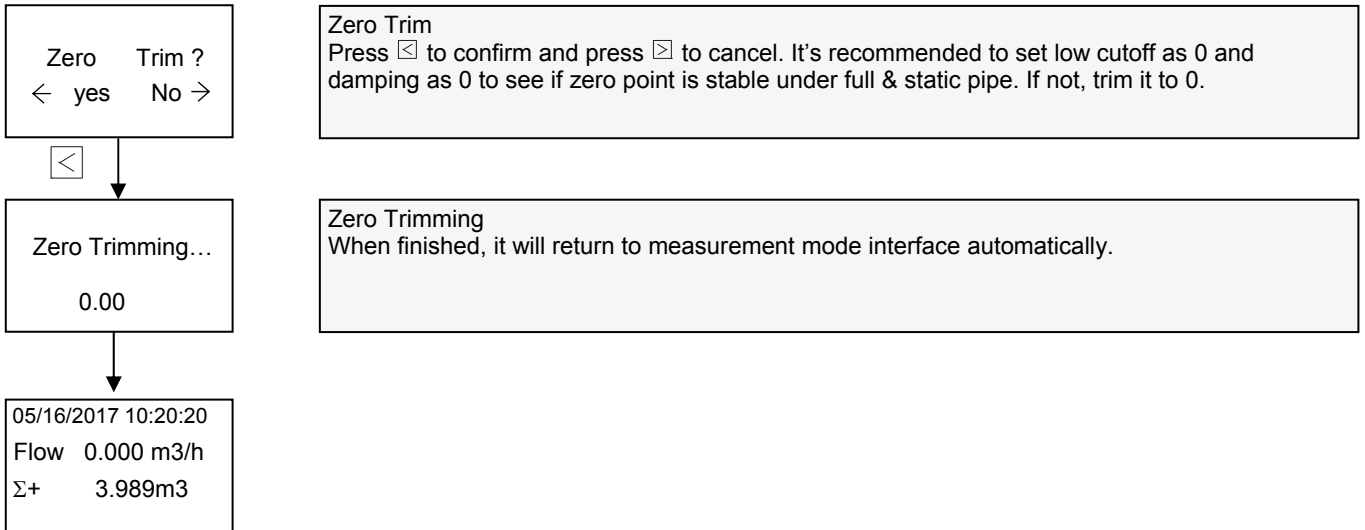 Zero Trim ?
← yes No →
Zero Trim
Press < to confirm and press > to cancel. It's recommended to set low cutoff as 0 and
damping as 0 to see if zero point is stable under full & static pipe. If not, trim it to 0.
<
Zero Trimming…
0.00
Zero Trimming
When finished, it will return to measurement mode interface automatically.
05/16/2017 10:20:20
Flow 0.000 m3/h
Σ+ 3.989m3